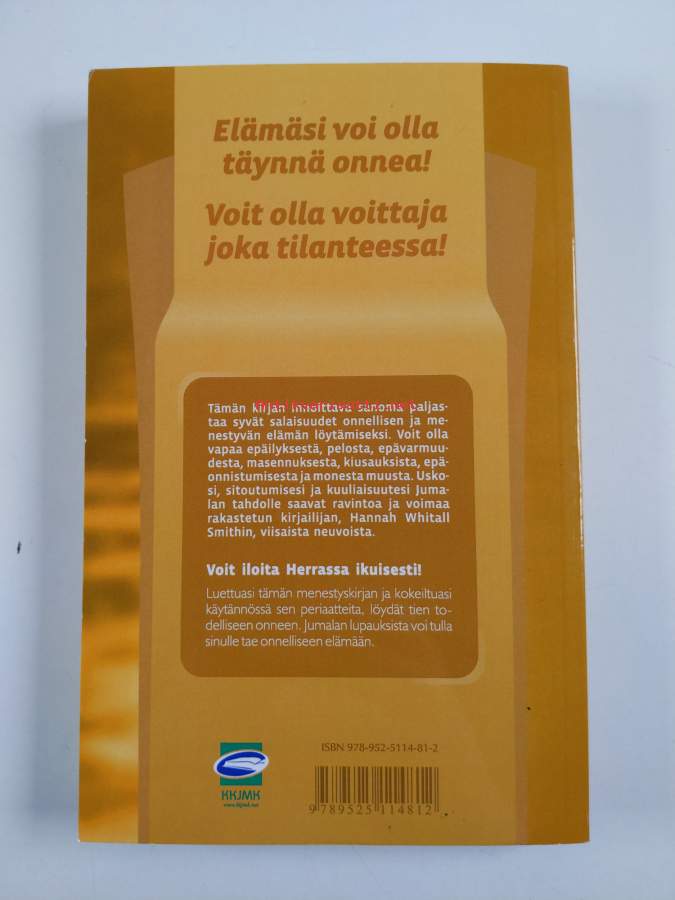 Elämäsi voi olla
täynnä onnea!
Voit olla voittaja
joka tilanteessa!
Tämän kirjan innoittava sanoma paljas-
taa syvät salaisuudet onnellisen ja me-
nestyvän elämän löytämiseksi. Voit olla
vapaa epäilyksestä, pelosta, epävarmuu-
desta, masennuksesta, kiusauksista, epä-
onnistumisesta ja monesta muusta. Usko-
si, sitoutumisesi ja kuuliaisuutesi Juma-
lan tahdolle saavat ravintoa ja voimaa
rakastetun kirjailijan, Hannah Whitall
Smithin, viisaista neuvoista.
Voit iloita Herrassa ikuisesti!
Luettuasi tämän menestyskirjan ja kokeiltuasi
käytännössä sen periaatteita, löydät tien to-
delliseen onneen. Jumalan lupauksista voi tulla
sinulle tae onnelliseen elämään.
ISBN 978-952-5114-81-2
KKJMK
www.kkjmk.net
9 789525 114812